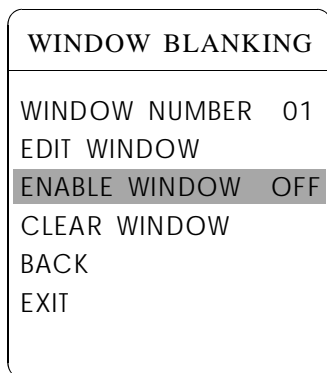 WINDOW BLANKING
WINDOW NUMBER 01
EDIT WINDOW
ENABLE WINDOW OFF
CLEAR WINDOW
BACK
EXIT